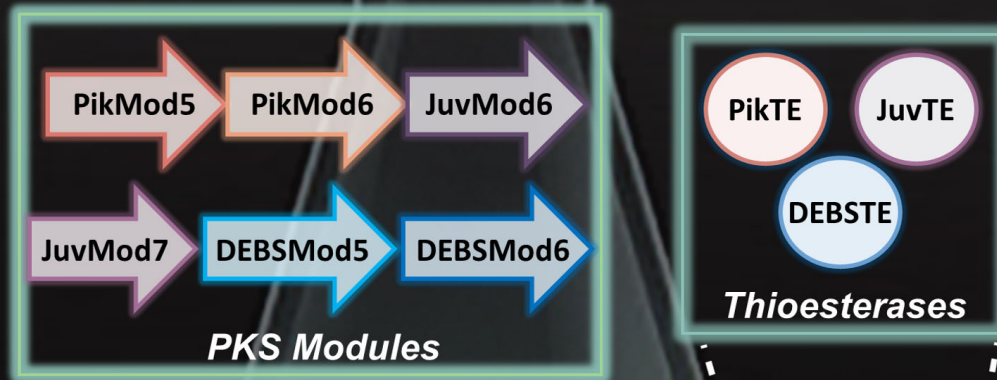 PikMod5 PikMod6 JuvMod6
JuvMod7 DEBSMod5 DEBSMod6
PKS Modules
PikTE JuvTE
DEBSTE
Thioesterases